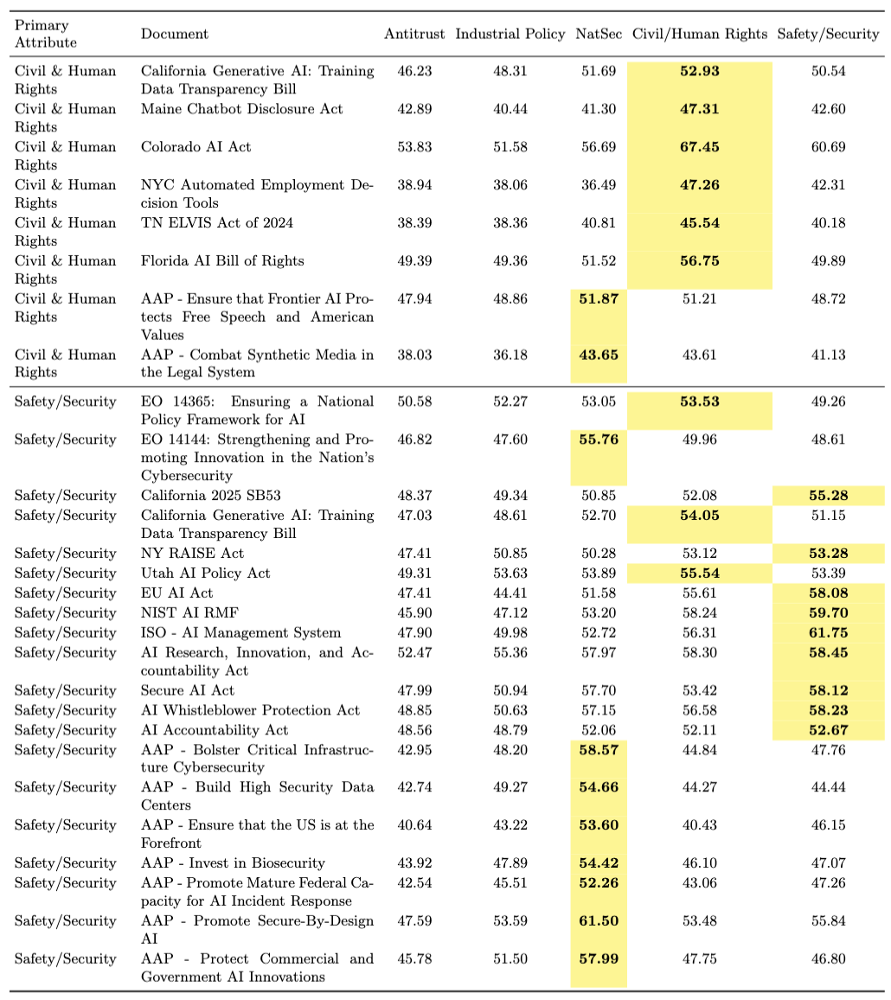 Primary Attribute Document Antitrust Industrial Policy NatSec Civil/Human Rights Safety/Security
Civil & Human California Generative AI: Training 46.23 48.31 51.69 52.93 50.54
Rights Data Transparency Bill
Civil & Human Maine Chatbot Disclosure Act 42.89 40.44 41.30 47.31 42.60
Rights
Civil & Human Colorado AI Act 53.83 51.58 56.69 67.45 60.69
Rights
Civil & Human NYC Automated Employment De- 38.94 38.06 36.49 47.26 42.31
Rights cision Tools
Civil & Human TN ELVIS Act of 2024 38.39 38.36 40.81 45.54 40.18
Rights
Civil & Human Florida AI Bill of Rights 49.39 49.36 51.52 56.75 49.89
Rights
Civil & Human AAP - Ensure that Frontier AI Pro- 47.94 48.86 51.87 51.21 48.72
Rights tects Free Speech and American
Values
Civil & Human AAP - Combat Synthetic Media in 38.03 36.18 43.65 43.61 41.13
Rights the Legal System
Safety/Security EO 14365: Ensuring a National 50.58 52.27 53.05 53.53 49.26
Policy Framework for AI
Safety/Security EO 14144: Strengthening and Pro- 46.82 47.60 55.76 49.96 48.61
moting Innovation in the Nation's
Cybersecurity
Safety/Security California 2025 SB53 48.37 49.34 50.85 52.08 55.28
Safety/Security California Generative AI: Training 47.03 48.61 52.70 54.05 51.15
Data Transparency Bill
Safety/Security NY RAISE Act 47.41 50.85 50.28 53.12 53.28
Safety/Security Utah AI Policy Act 49.31 53.63 53.89 55.54 53.39
Safety/Security EU AI Act 47.41 44.41 51.58 55.61 58.08
Safety/Security NIST AI RMF 45.90 47.12 53.20 58.24 59.70
Safety/Security ISO - AI Management System 47.90 49.98 52.72 56.31 61.75
Safety/Security AI Research, Innovation, and Ac- 52.47 55.36 57.97 58.30 58.45
countability Act
Safety/Security Secure AI Act 47.99 50.94 57.70 53.42 58.12
Safety/Security AI Whistleblower Protection Act 48.85 50.63 57.15 56.58 58.23
Safety/Security AI Accountability Act 48.56 48.79 52.06 52.11 52.67
Safety/Security AAP - Bolster Critical Infrastruc- 42.95 48.20 58.57 44.84 47.76
ture Cybersecurity
Safety/Security AAP - Build High Security Data 42.74 49.27 54.66 44.27 44.44
Centers
Safety/Security AAP - Ensure that the US is at the 40.64 43.22 53.60 40.43 46.15
Forefront
Safety/Security AAP - Invest in Biosecurity 43.92 47.89 54.42 46.10 47.07
Safety/Security AAP - Promote Mature Federal Ca- 42.54 45.51 52.26 43.06 47.26
pacity for AI Incident Response
Safety/Security AAP - Promote Secure-By-Design 47.59 53.59 61.50 53.48 55.84
AI
Safety/Security AAP - Protect Commercial and 45.78 51.50 57.99 47.75 46.80
Government AI Innovations